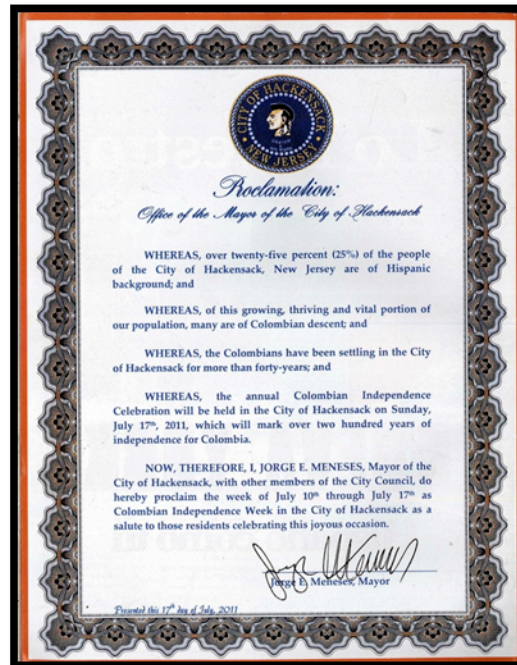 CITY OF HACKENSACK
NEW JERSEY
Proclamation:
Office of the Mayor of the City of Hackensack
WHEREAS, over twenty-five percent (25%) of the people
of the City of Hackensack, New Jersey are of Hispanic
background; and
WHEREAS, of this growing, thriving and vital portion of
our population, many are of Colombian descent; and
WHEREAS, the Colombians have been settling in the City
of Hackensack for more than forty-years; and
WHEREAS, the annual Colombian Independence
Celebration will be held in the City of Hackensack on Sunday,
July 17th, 2011, which will mark over two hundred years of
independence for Colombia.
NOW, THEREFORE, I, JORGE E. MENESES, Mayor of the
City of Hackensack, with other members of the City Council, do
hereby proclaim the week of July 10th through July 17th as
Colombian Independence Week in the City of Hackensack as a
salute to those residents celebrating this joyous occasion.
Jorge E. Meneses, Mayor
Presented this 17th day of July, 2011